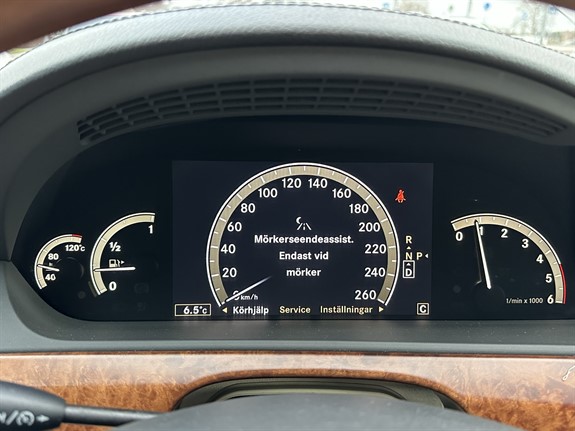 120°c
80
40
1
½
0
0
20
40
60
80
100
120
140
160
180
200
220
240
260
Mörkerseendeassist.
Endast vid
mörker
km/h
R
N P
D
6.5°c
Körhjälp Service Inställningar
C
0
1
2
3
4
5
6
1/min x 1000